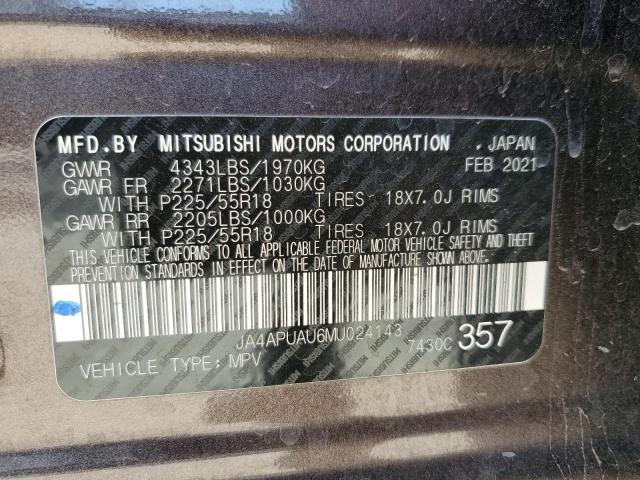 MFD.BY MITSUBISHI MOTORS CORPORATION , JAPAN
GVWR 4343LBS/1970KG FEB 2021
GAWR FR 2271LBS/1030KG
WITH P225/55R18 TIRES 18X7.0J RIMS
GAWR RR 2205LBS/1000KG
WITH P225/55R18 TIRES 18X7.0J RIMS
THIS VEHICLE CONFORMS TO ALL APPLICABLE FEDERAL MOTOR VEHICLE SAFETY AND THEFT
PREVENTION STANDARDS IN EFFECT ON THE DATE OF MANUFACTURE SHOWN ABOVE.
JA4APUAU6MU024143
7430C 357
VEHICLE TYPE: MPV